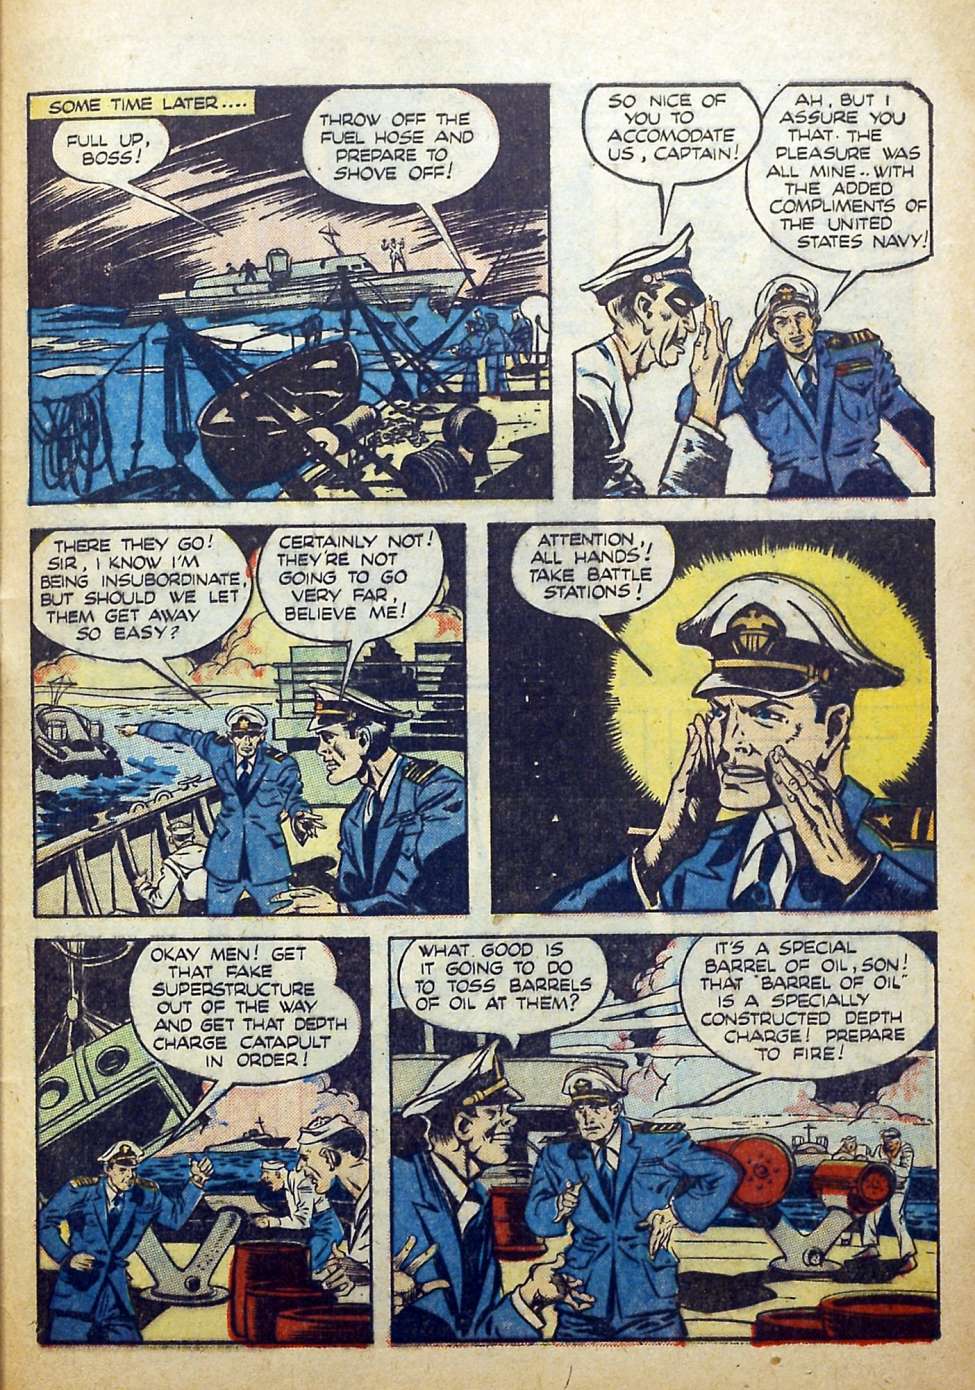 SOME TIME LATER....
FULL UP,
BOSS!
THROW OFF THE
FUEL HOSE AND
PREPARE TO
SHOVE OFF!
SO NICE OF
YOU TO
ACCOMODATE
US, CAPTAIN!
AH, BUT I
ASSURE YOU
THAT THE
PLEASURE WAS
ALL MINE.. WITH
THE ADDED
COMPLIMENTS OF
THE UNITED
STATES NAVY!
THERE THEY GO!
SIR, I KNOW I'M
BEING INSUBORDINATE,
BUT SHOULD WE LET
THEM GET AWAY
SO EASY?
CERTAINLY NOT!
THEY'RE NOT
GOING TO GO
VERY FAR,
BELIEVE ME!
ATTENTION,
ALL HANDS!
TAKE BATTLE
STATIONS!
OKAY MEN! GET
THAT FAKE
SUPERSTRUCTURE
OUT OF THE WAY
AND GET THAT DEPTH
CHARGE CATAPULT
IN ORDER!
WHAT GOOD IS
IT GOING TO DO
TO TOSS BARRELS
OF OIL AT THEM?
IT'S A SPECIAL
BARREL OF OIL, SON!
THAT "BARREL OF OIL"
IS A SPECIALLY
CONSTRUCTED DEPTH
CHARGE! PREPARE
TO FIRE!